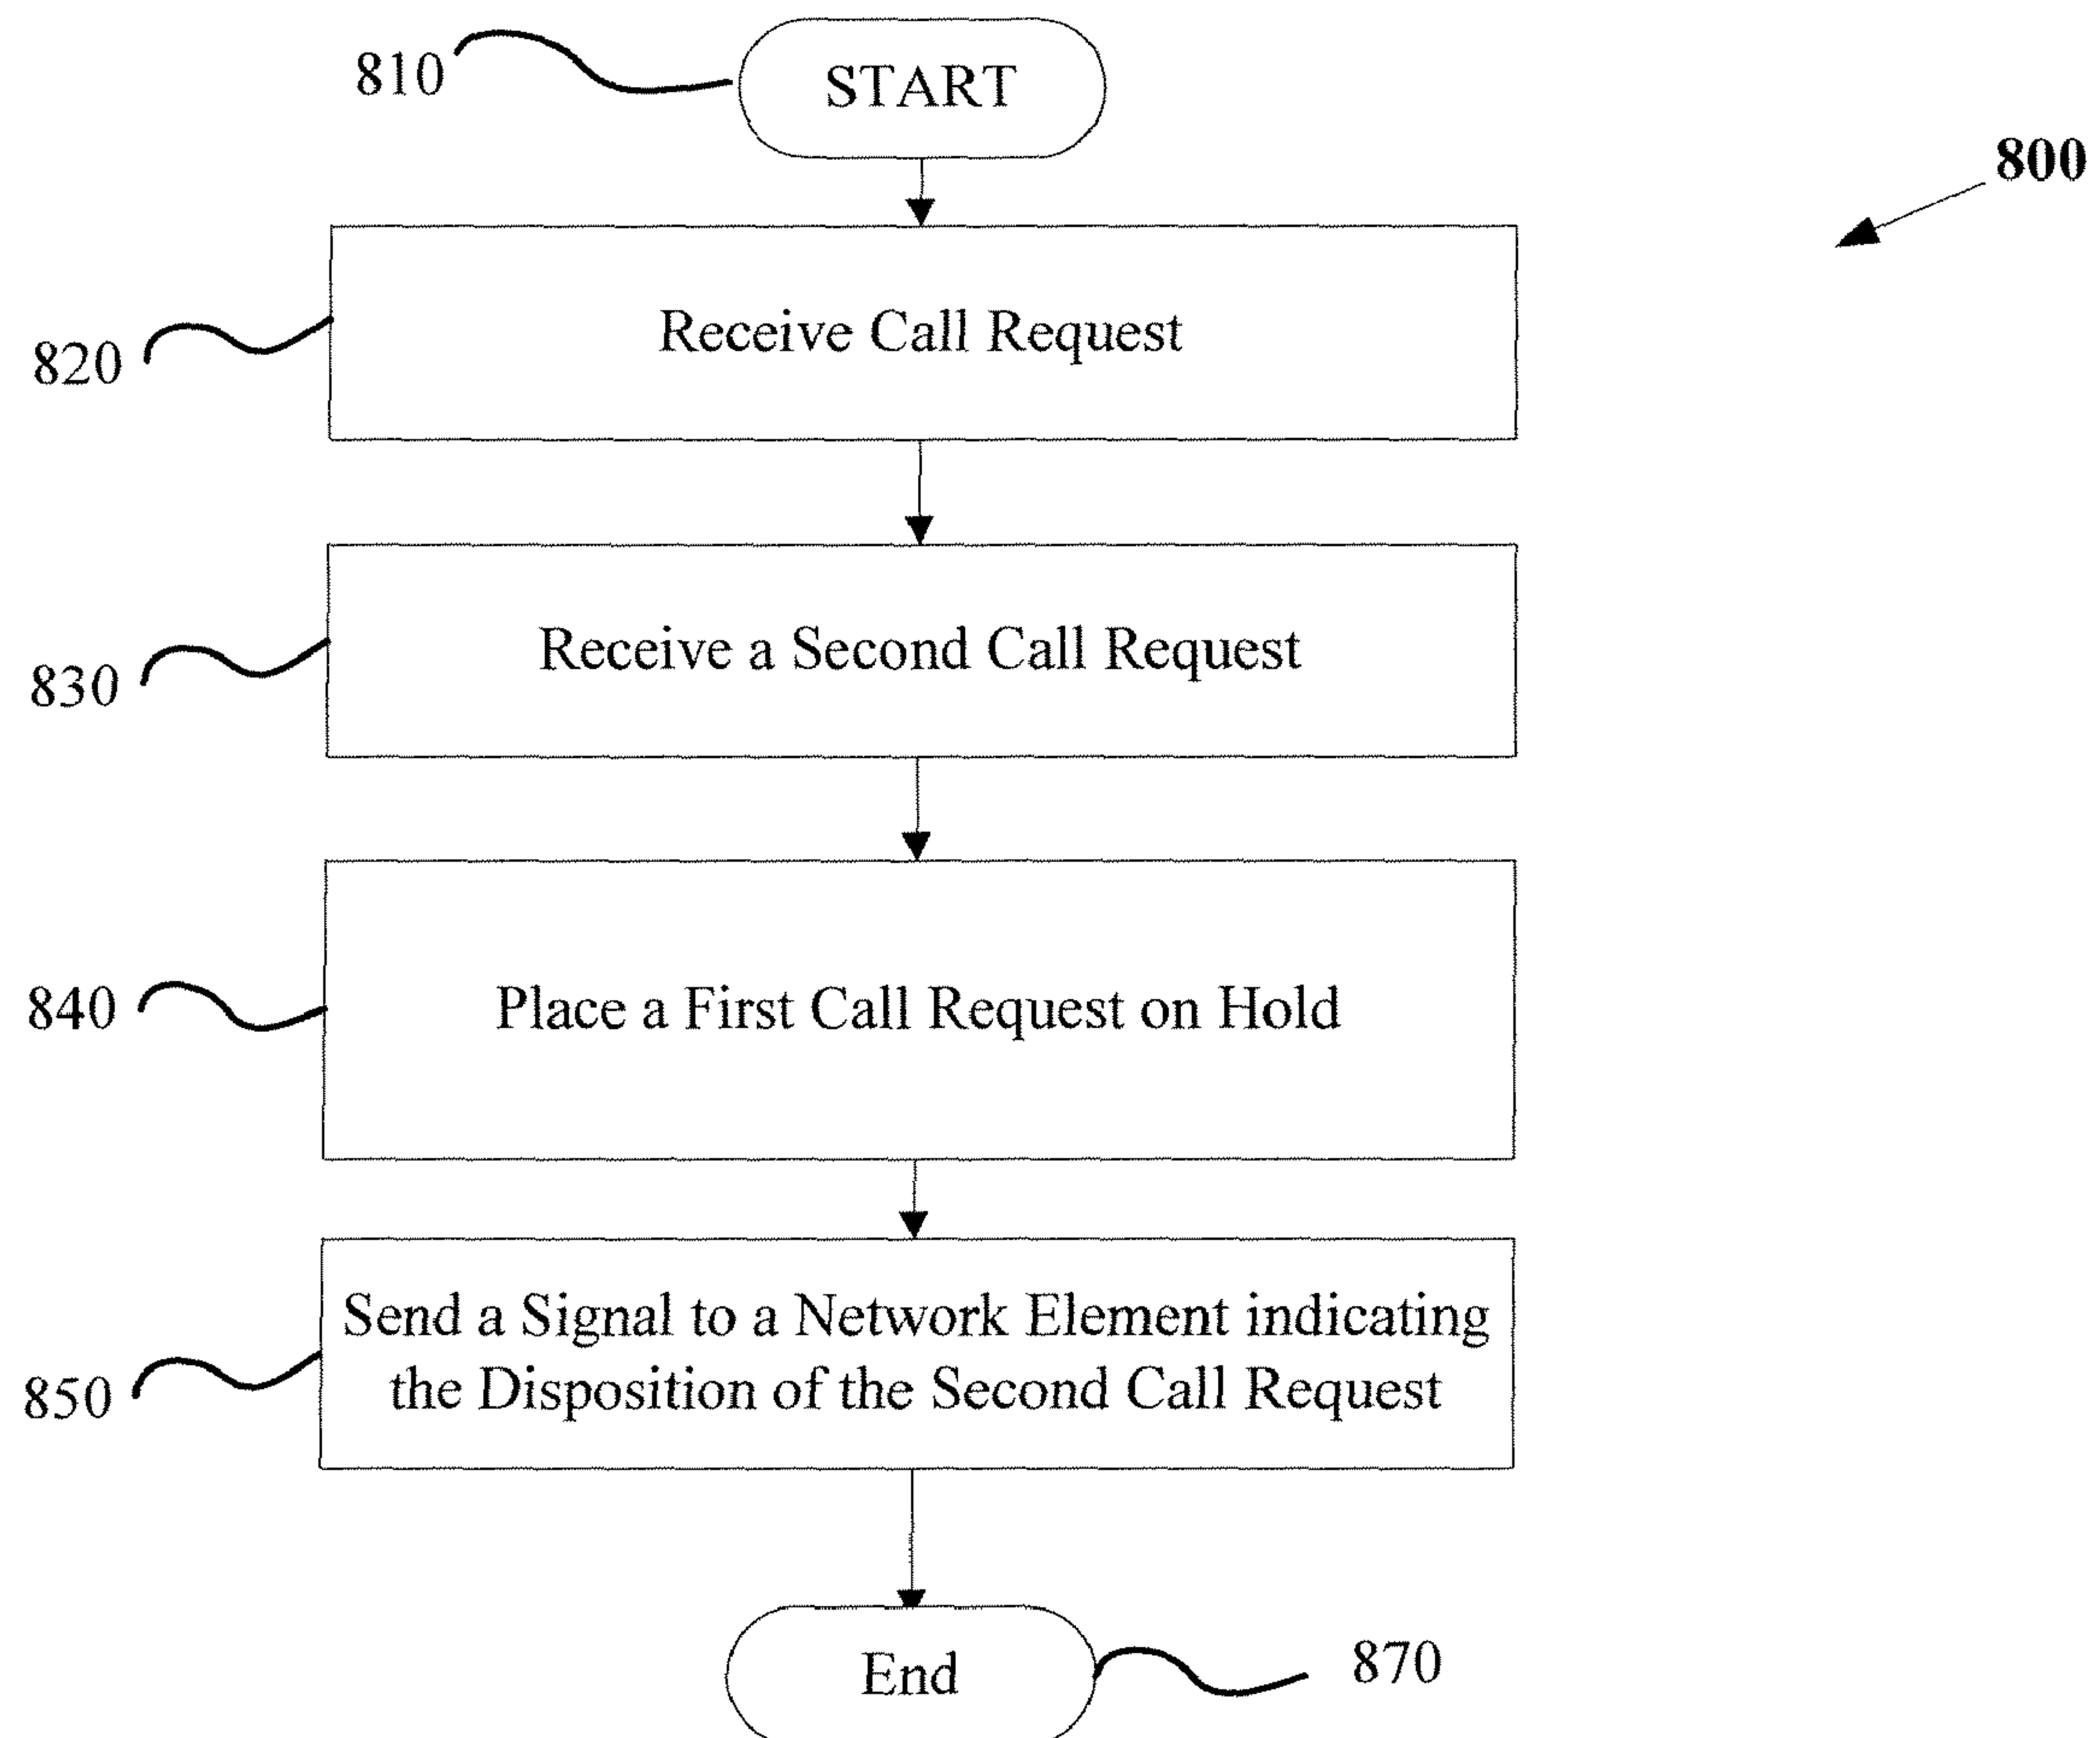 810
START
800
Receive Call Request
820
Receive a Second Call Request
830
Place a First Call Request on Hold
840
Send a Signal to a Network Element indicating
the Disposition of the Second Call Request
850
End
870